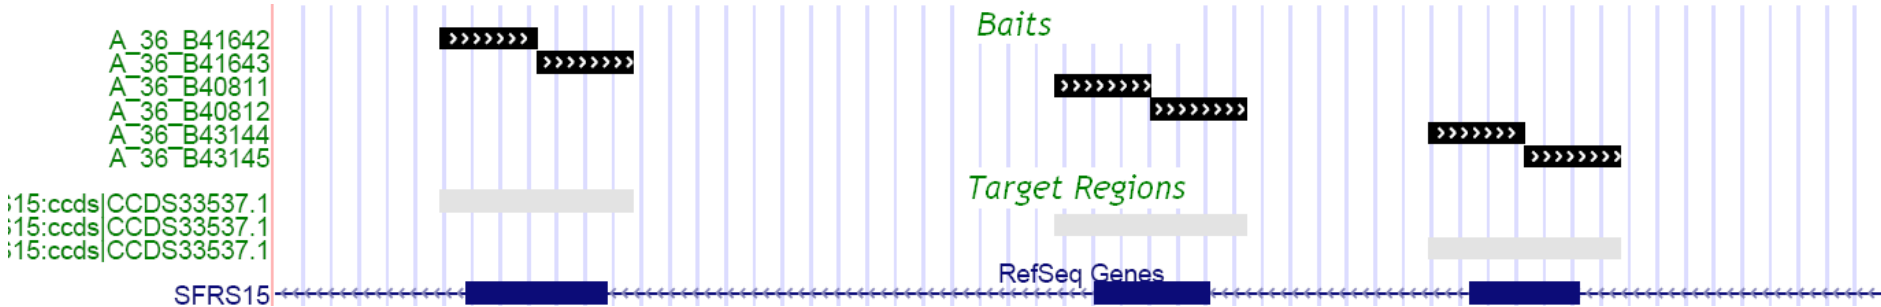 Baits
A_36_B41642
A_36_B41643
A_36_B40811
A_36_B40812
A_36_B43144
A_36_B43145
Target Regions
15:ccds|CCDS33537.1
15:ccds|CCDS33537.1
15:ccds|CCDS33537.1
RefSeq Genes
SFRS15